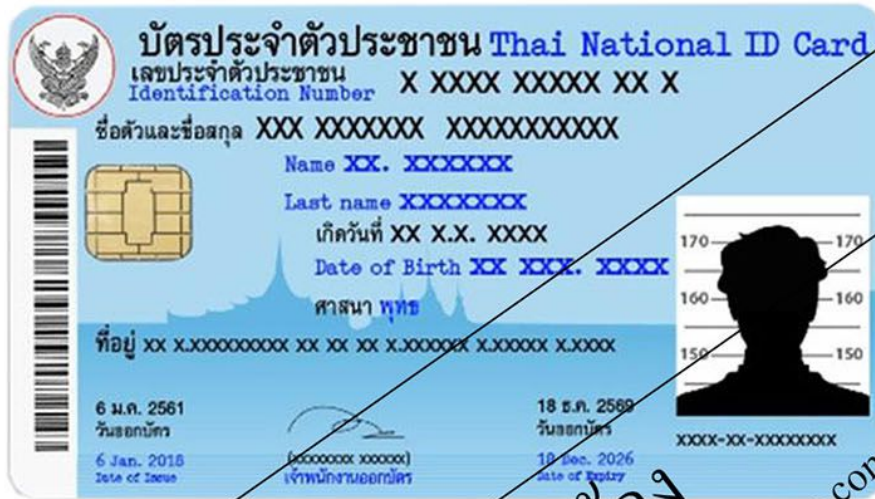 บัตรประจำตัวประชาชน Thai National ID Card
เลขประจำตัวประชาชน
Identification Number X XXXX XXXXX XX X
ชื่อตัวและชื่อสกุล XXX XXXXXXX XXXXXXXXXXX
Name XX. XXXXXX
Last name XXXXXXXX
เกิดวันที่ XX X.X. XXXX
Date of Birth XX XXX. XXXX
ศาสนา พุทธ
ที่อยู่ XX X.XXXXXXXXX XX XX XX X.XXXXXX X.XXXXX X.XXXX
170 170
160 160
150 150
6 ม.ค. 2561
วันออกบัตร
6 Jan. 2018
Date of Issue
(XXXXXXXX XXXXXX)
เจ้าพนักงานออกบัตร
18 ธ.ค. 2569
วันออกบัตร
18 Dec. 2026
Date of Expiry
XXXX-XX-XXXXXXXX